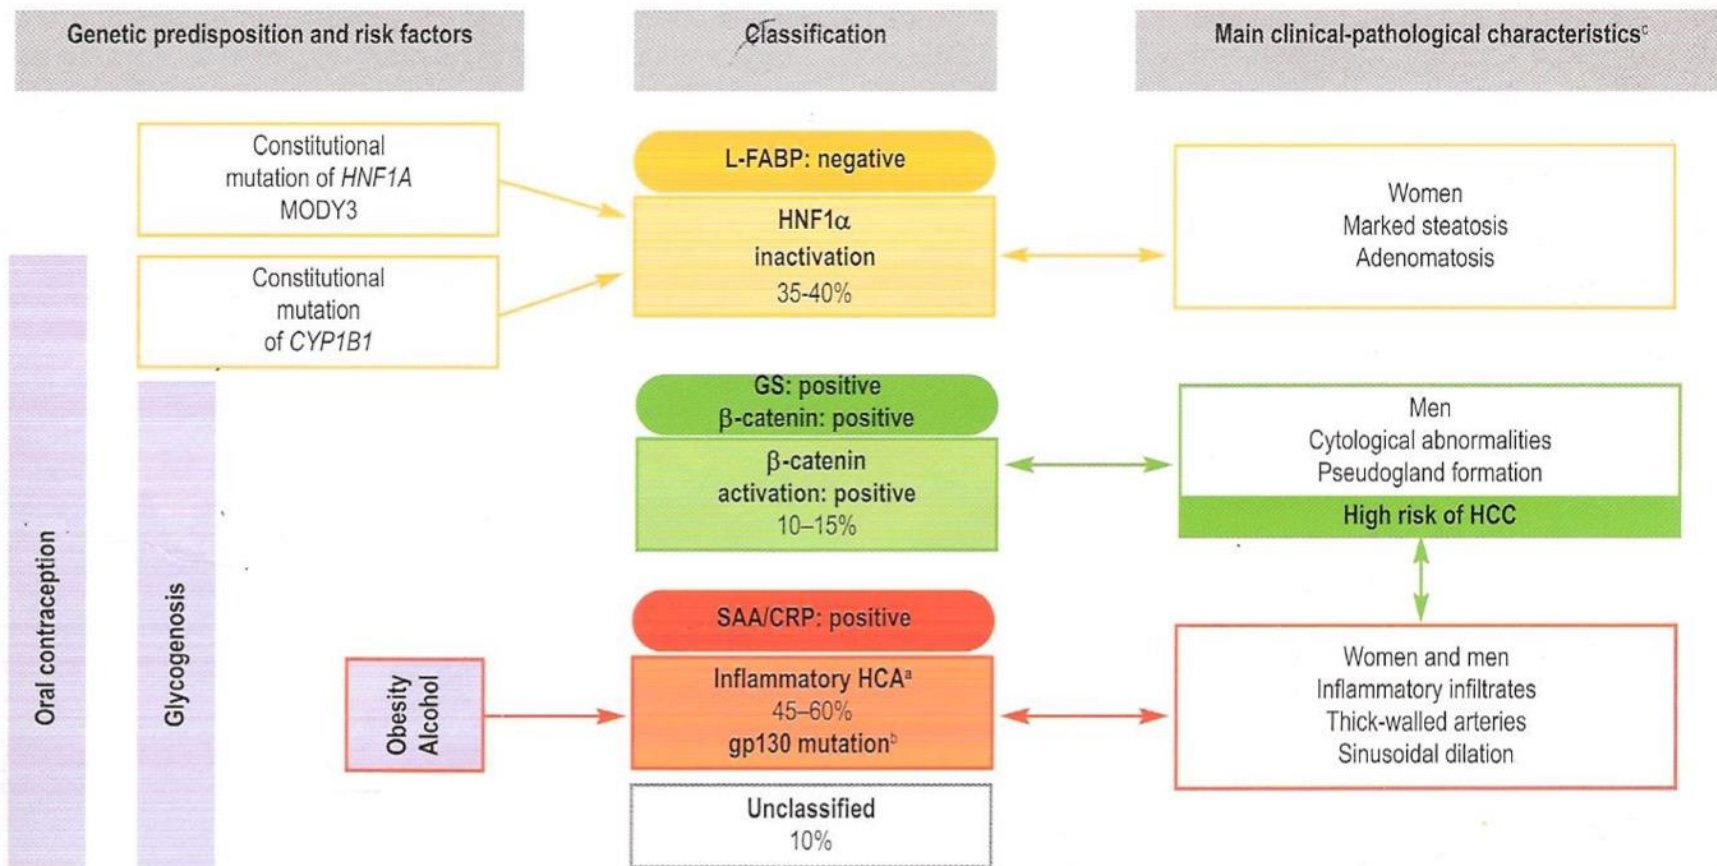 Genetic predisposition and risk factors
Classification
Main clinical-pathological characteristicsᶜ
Constitutional
mutation of HNF1A
MODY3
Constitutional
mutation
of CYP1B1
L-FABP: negative
HNF1α
inactivation
35-40%
Women
Marked steatosis
Adenomatosis
GS: positive
β-catenin: positive
β-catenin
activation: positive
10–15%
Men
Cytological abnormalities
Pseudogland formation
High risk of HCC
Oral contraception
Glycogenosis
Obesity
Alcohol
SAA/CRP: positive
Inflammatory HCAᵃ
45–60%
gp130 mutationᵇ
Women and men
Inflammatory infiltrates
Thick-walled arteries
Sinusoidal dilation
Unclassified
10%